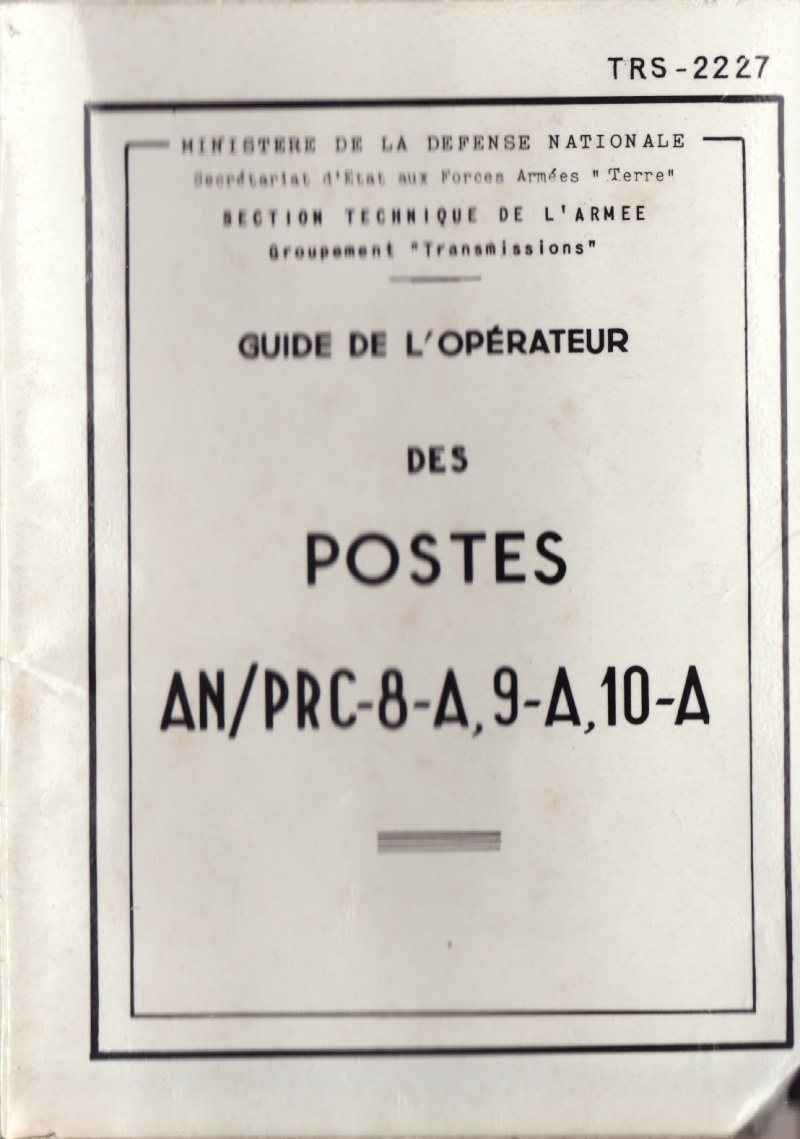 TRS-2227
MINISTERE DE LA DEFENSE NATIONALE
Secrétariat d'Etat aux Forces Armées "Terre"
SECTION TECHNIQUE DE L'ARMEE
Groupement "Transmissions"
GUIDE DE L'OPÉRATEUR
DES
POSTES
AN/PRC-8-A, 9-A, 10-A